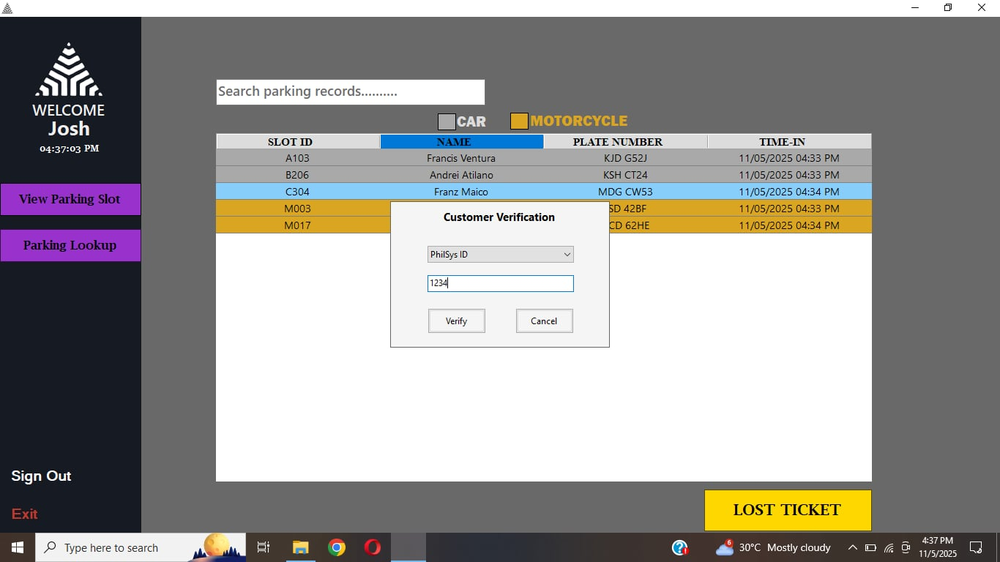 WELCOME
Josh
04:37:03 PM
View Parking Slot
Parking Lookup
Sign Out
Exit
Search parking records..........
CAR MOTORCYCLE
SLOT ID NAME PLATE NUMBER TIME-IN
A103 Francis Ventura KJD G52J 11/05/2025 04:33 PM
B206 Andrei Atilano KSH CT24 11/05/2025 04:33 PM
C304 Franz Maico MDG CW53 11/05/2025 04:34 PM
M003 SD 42BF 11/05/2025 04:33 PM
M017 CD 62HE 11/05/2025 04:34 PM
Customer Verification
PhilSys ID
1234
Verify Cancel
LOST TICKET
Type here to search
6
30°C Mostly cloudy
4:37 PM
11/5/2025